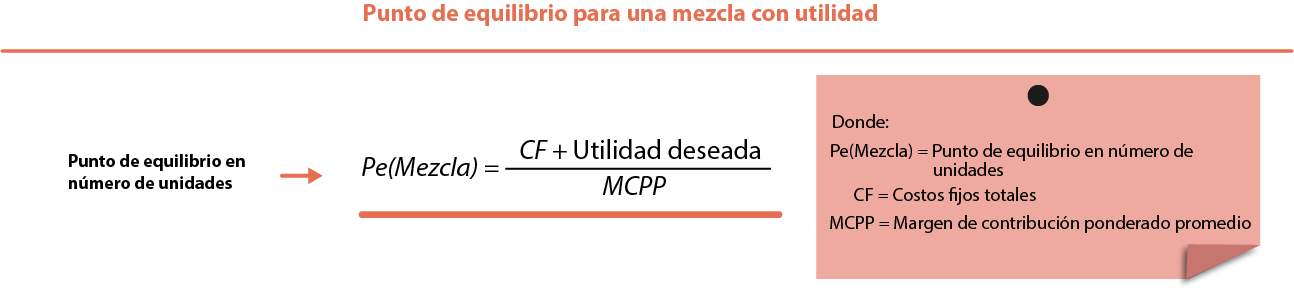 Punto de equilibrio para una mezcla con utilidad
Punto de equilibrio en
número de unidades
Pe(Mezcla) = CF + Utilidad deseada
MCPP
Donde:
Pe(Mezcla) = Punto de equilibrio en número de
unidades
CF = Costos fijos totales
MCPP = Margen de contribución ponderado promedio